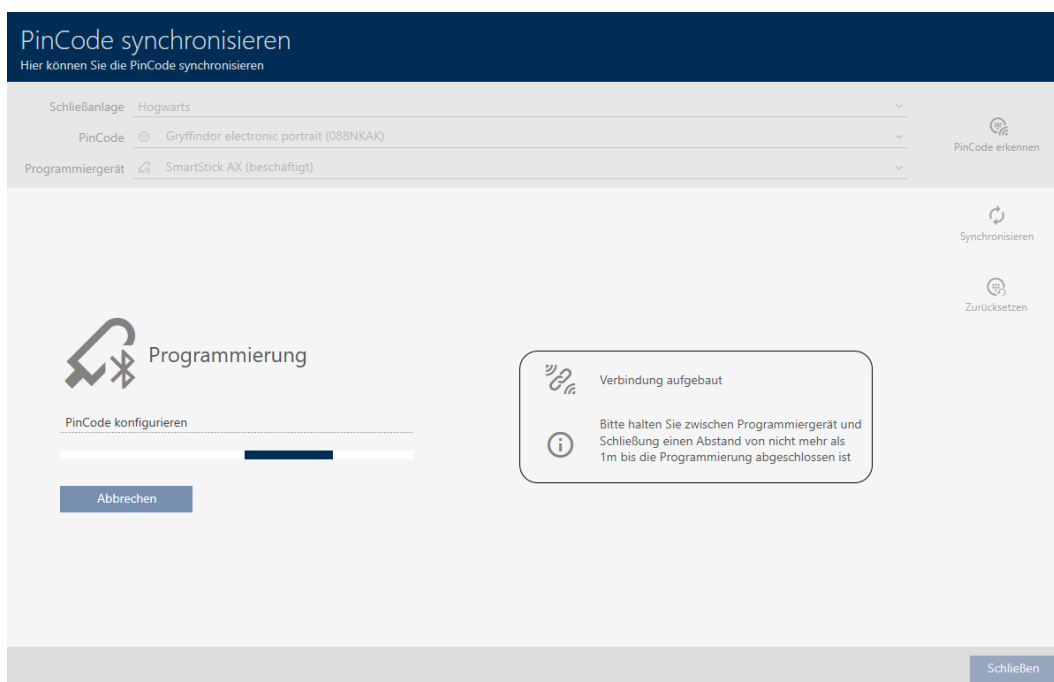 PinCode synchronisieren
Hier können Sie die PinCode synchronisieren
Schließanlage Hogwarts
PinCode Gryffindor electronic portrait (088NKAK)
PinCode erkennen
Programmiergerät SmartStick AX (beschäftigt)
Synchronisieren
Zurücksetzen
Programmierung
PinCode konfigurieren
Abbrechen
Verbindung aufgebaut
Bitte halten Sie zwischen Programmiergerät und
Schließung einen Abstand von nicht mehr als
1m bis die Programmierung abgeschlossen ist
Schließen